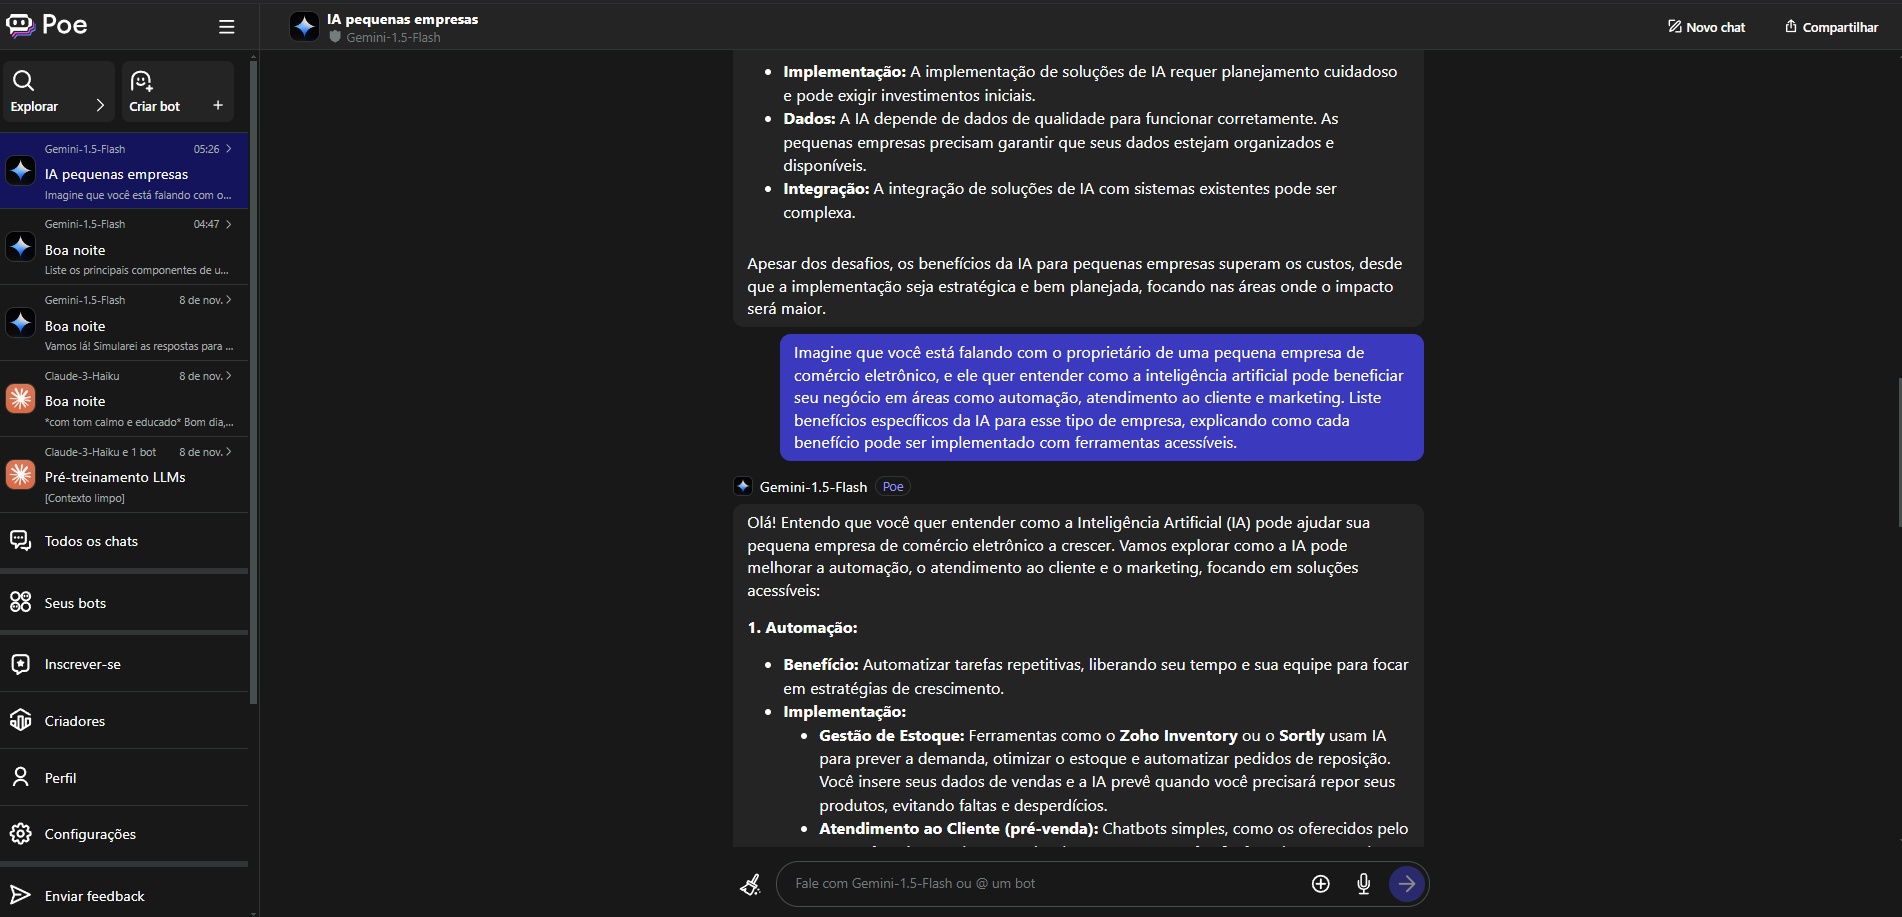 Poe
Explorar
Criar bot
Gemini-1.5-Flash 05:26
IA pequenas empresas
Imagine que você está falando com o...
Gemini-1.5-Flash 04:47
Boa noite
Liste os principais componentes de u...
Gemini-1.5-Flash 8 de nov.
Boa noite
Vamos lá! Simularei as respostas para ...
Claude-3-Haiku 8 de nov.
Boa noite
*com tom calmo e educado* Bom dia,...
Claude-3-Haiku e 1 bot 8 de nov.
Pré-treinamento LLMs
[Contexto limpo]
Todos os chats
Seus bots
Inscrever-se
Criadores
Perfil
Configurações
Enviar feedback
IA pequenas empresas
Gemini-1.5-Flash
Novo chat
Compartilhar
• Implementação: A implementação de soluções de IA requer planejamento cuidadoso
e pode exigir investimentos iniciais.
• Dados: A IA depende de dados de qualidade para funcionar corretamente. As
pequenas empresas precisam garantir que seus dados estejam organizados e
disponíveis.
• Integração: A integração de soluções de IA com sistemas existentes pode ser
complexa.
Apesar dos desafios, os benefícios da IA para pequenas empresas superam os custos, desde
que a implementação seja estratégica e bem planejada, focando nas áreas onde o impacto
será maior.
Imagine que você está falando com o proprietário de uma pequena empresa de
comércio eletrônico, e ele quer entender como a inteligência artificial pode beneficiar
seu negócio em áreas como automação, atendimento ao cliente e marketing. Liste
benefícios específicos da IA para esse tipo de empresa, explicando como cada
benefício pode ser implementado com ferramentas acessíveis.
Gemini-1.5-Flash Poe
Olá! Entendo que você quer entender como a Inteligência Artificial (IA) pode ajudar sua
pequena empresa de comércio eletrônico a crescer. Vamos explorar como a IA pode
melhorar a automação, o atendimento ao cliente e o marketing, focando em soluções
acessíveis:
1. Automação:
• Benefício: Automatizar tarefas repetitivas, liberando seu tempo e sua equipe para focar
em estratégias de crescimento.
• Implementação:
• Gestão de Estoque: Ferramentas como o Zoho Inventory ou o Sortly usam IA
para prever a demanda, otimizar o estoque e automatizar pedidos de reposição.
Você insere seus dados de vendas e a IA prevê quando você precisará repor seus
produtos, evitando faltas e desperdícios.
• Atendimento ao Cliente (pré-venda): Chatbots simples, como os oferecidos pelo
Fale com Gemini-1.5-Flash ou @ um bot